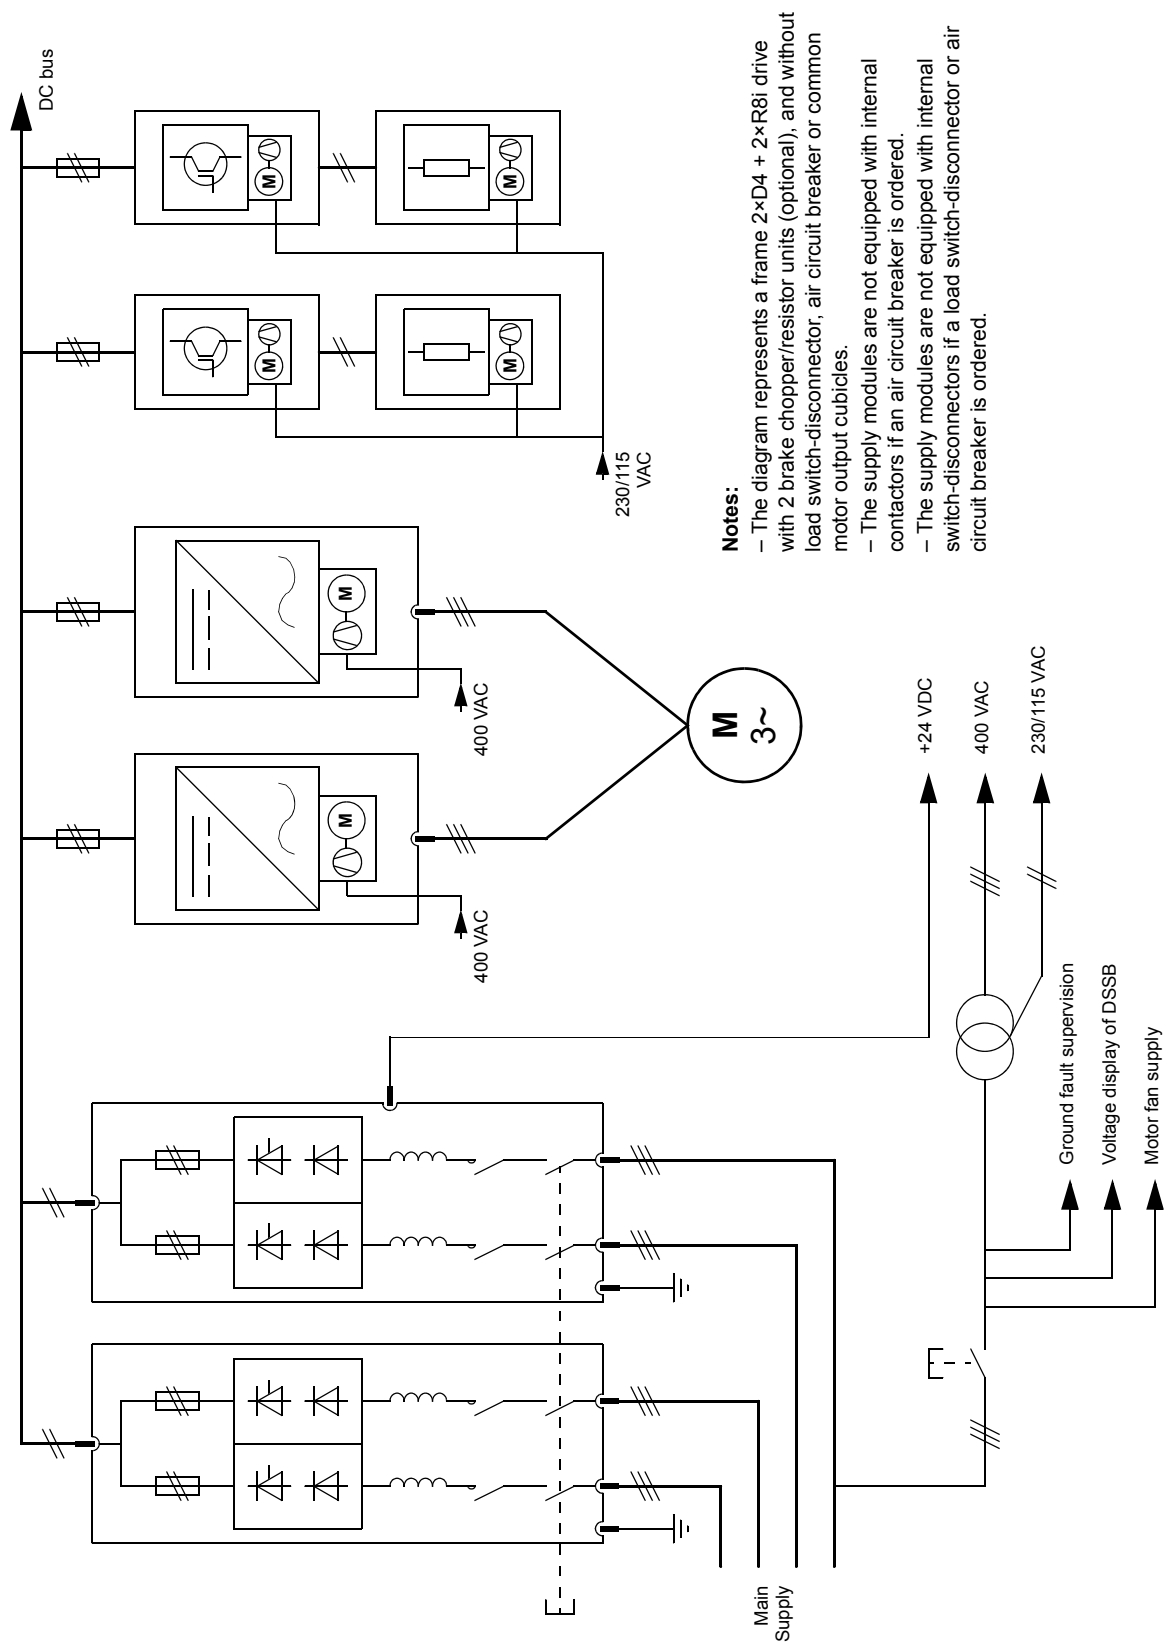 DC bus
230/115
VAC
400 VAC
400 VAC
M
M
M
M
M
M
M
3~
+24 VDC
400 VAC
230/115 VAC
Ground fault supervision
Voltage display of DSSB
Motor fan supply
Main
Supply
Notes:
– The diagram represents a frame 2×D4 + 2×R8i drive
with 2 brake chopper/resistor units (optional), and without
load switch-disconnector, air circuit breaker or common
motor output cubicles.
– The supply modules are not equipped with internal
contactors if an air circuit breaker is ordered.
– The supply modules are not equipped with internal
switch-disconnectors if a load switch-disconnector or air
circuit breaker is ordered.